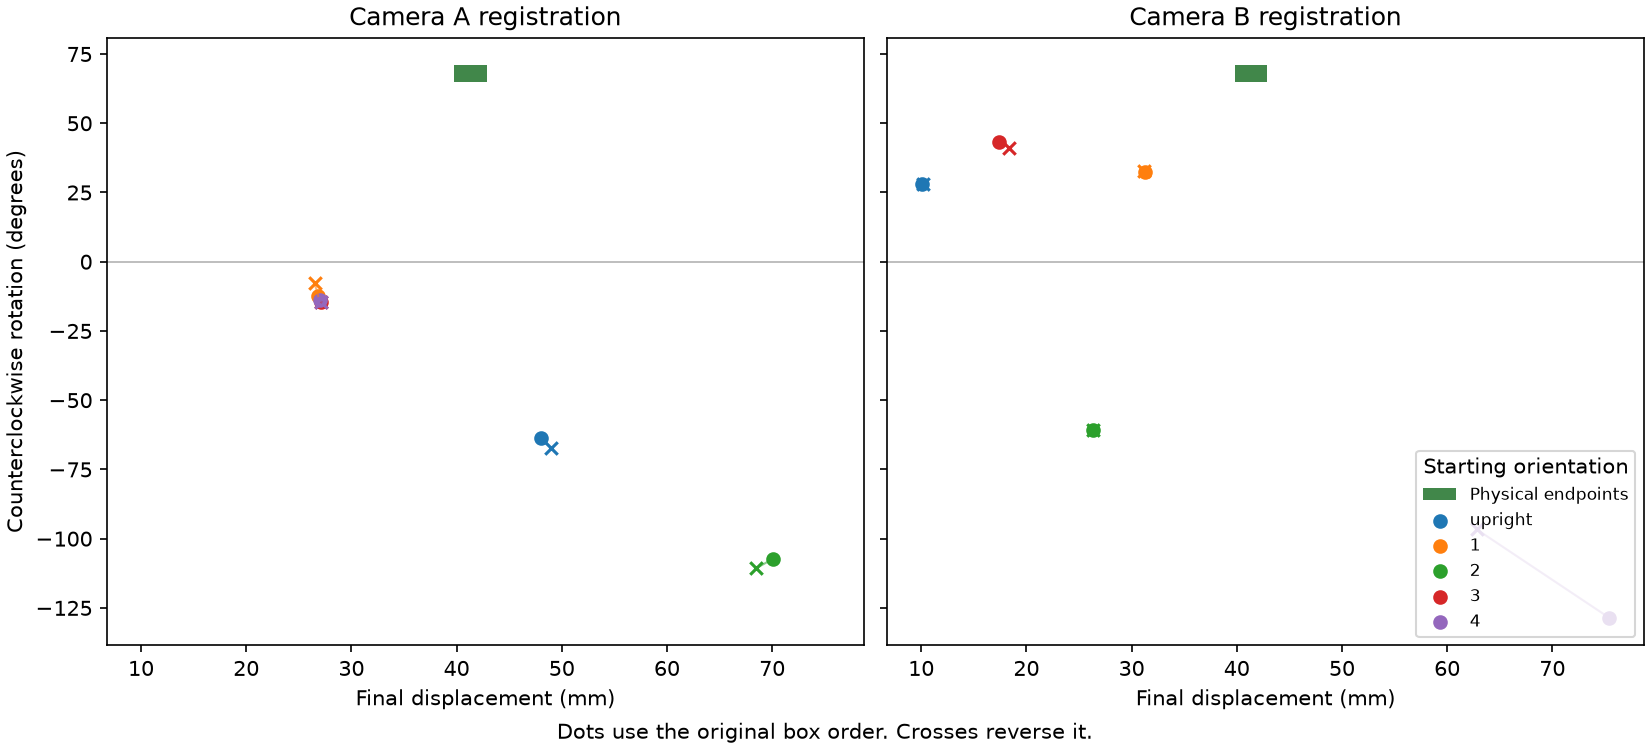 Camera A registration
Camera B registration
Counterclockwise rotation (degrees)
75
50
25
0
−25
−50
−75
−100
−125
10 20 30 40 50 60 70
10 20 30 40 50 60 70
Final displacement (mm)
Final displacement (mm)
Starting orientation
Physical endpoints
upright
1
2
3
4
Dots use the original box order. Crosses reverse it.